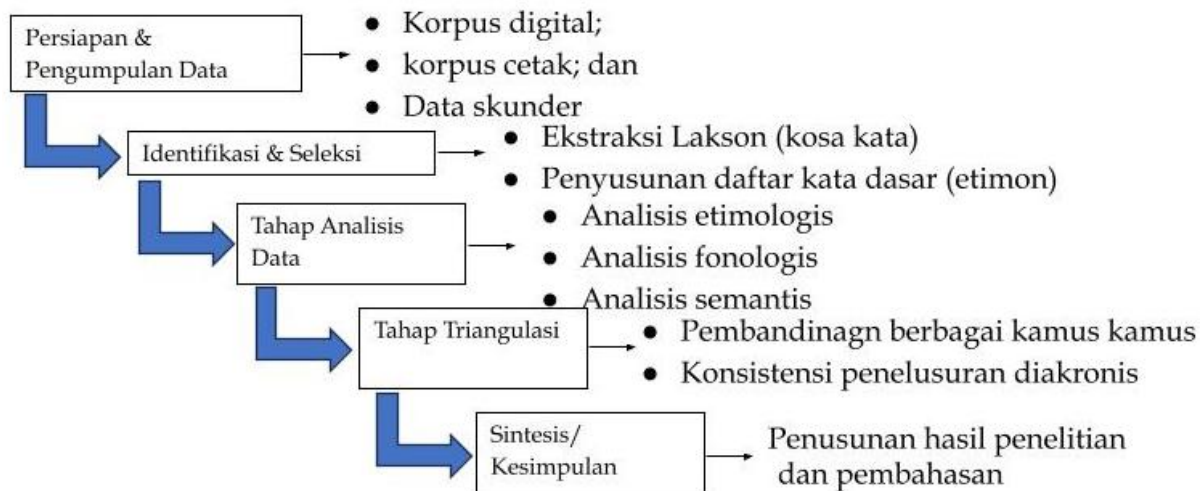 Persiapan &
Pengumpulan Data
● Korpus digital;
● korpus cetak; dan
● Data skunder
Identifikasi & Seleksi
● Ekstraksi Lakson (kosa kata)
● Penyusunan daftar kata dasar (etimon)
Tahap Analisis
Data
● Analisis etimologis
● Analisis fonologis
● Analisis semantis
Tahap Triangulasi
● Pembandinagn berbagai kamus kamus
● Konsistensi penelusuran diakronis
Sintesis/
Kesimpulan
Penusunan hasil penelitian
dan pembahasan